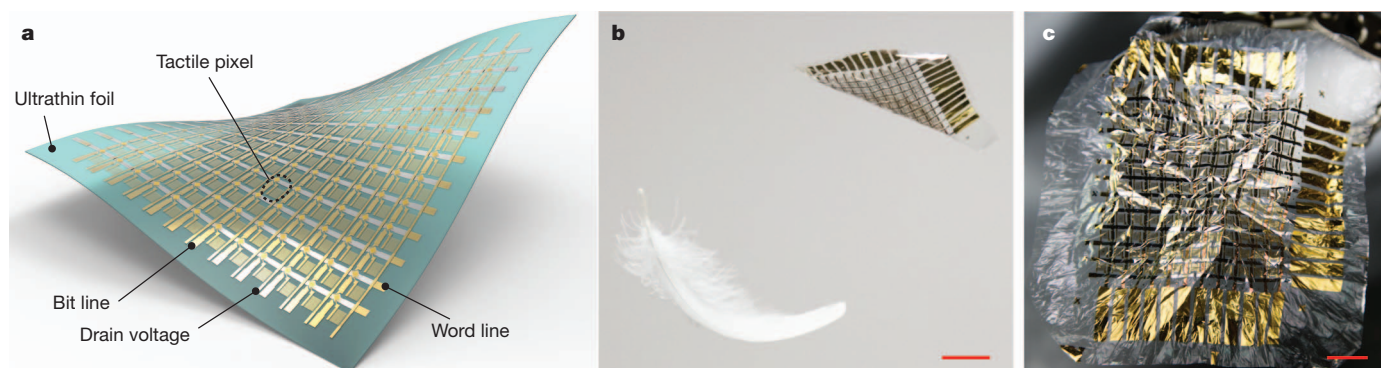 a
Tactile pixel
Ultrathin foil
Bit line
Drain voltage
Word line
b
c